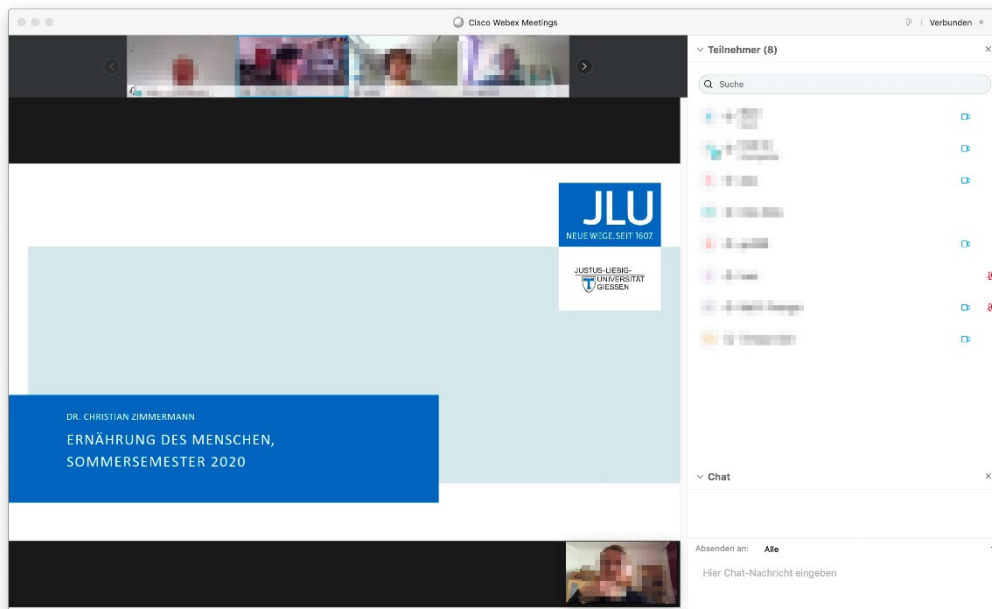 Cisco Webex Meetings
Verbunden
Teilnehmer (8)
Suche
JLU
NEUE WEGE. SEIT 1607.
JUSTUS-LIEBIG-
UNIVERSITÄT
GIESSEN
DR. CHRISTIAN ZIMMERMANN
ERNÄHRUNG DES MENSCHEN,
SOMMERSEMESTER 2020
Chat
Absenden an: Alle
Hier Chat-Nachricht eingeben